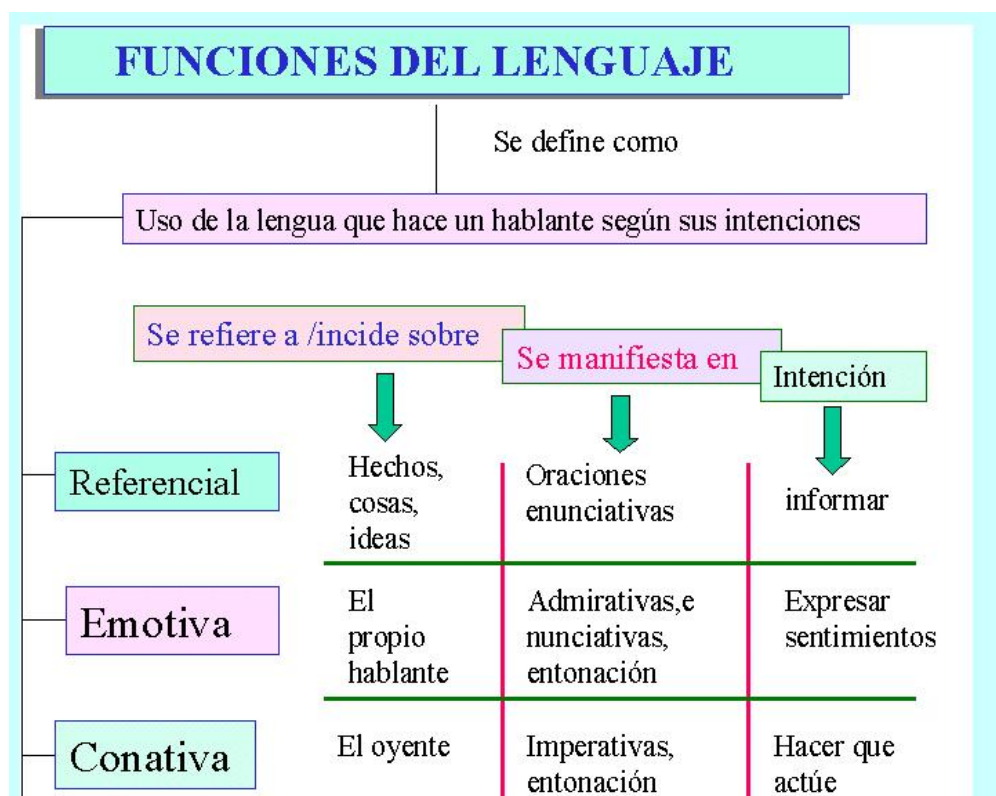 FUNCIONES DEL LENGUAJE
Se define como
Uso de la lengua que hace un hablante según sus intenciones
Se refiere a /incide sobre
Se manifiesta en
Intención
Referencial
Hechos,
cosas,
ideas
Oraciones
enunciativas
informar
Emotiva
El
propio
hablante
Admirativas,e
nunciativas,
entonación
Expresar
sentimientos
Conativa
El oyente
Imperativas,
entonación
Hacer que
actúe